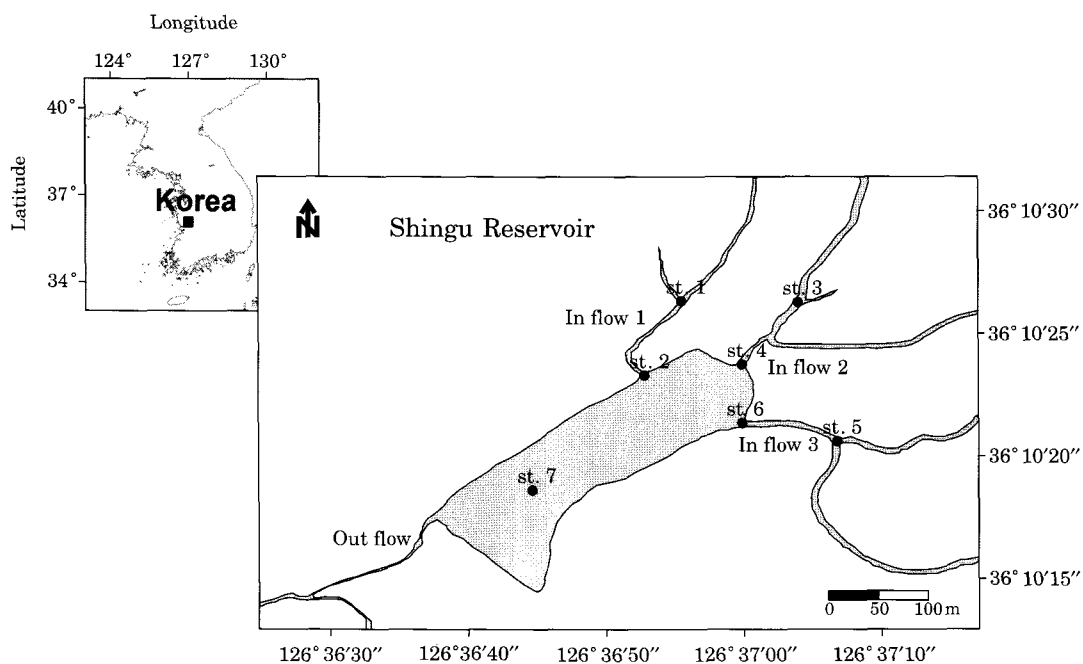 Longitude
124° 127° 130°
40°
37°
34°
Latitude
Korea
N
Shingu Reservoir
36° 10′30″
36° 10′25″
36° 10′20″
36° 10′15″
st. 1
st. 3
In flow 1
st. 2
st. 4
In flow 2
st. 6
In flow 3
st. 5
st. 7
Out flow
0 50 100 m
126° 36′30″ 126° 36′40″ 126° 36′50″ 126° 37′00″ 126° 37′10″